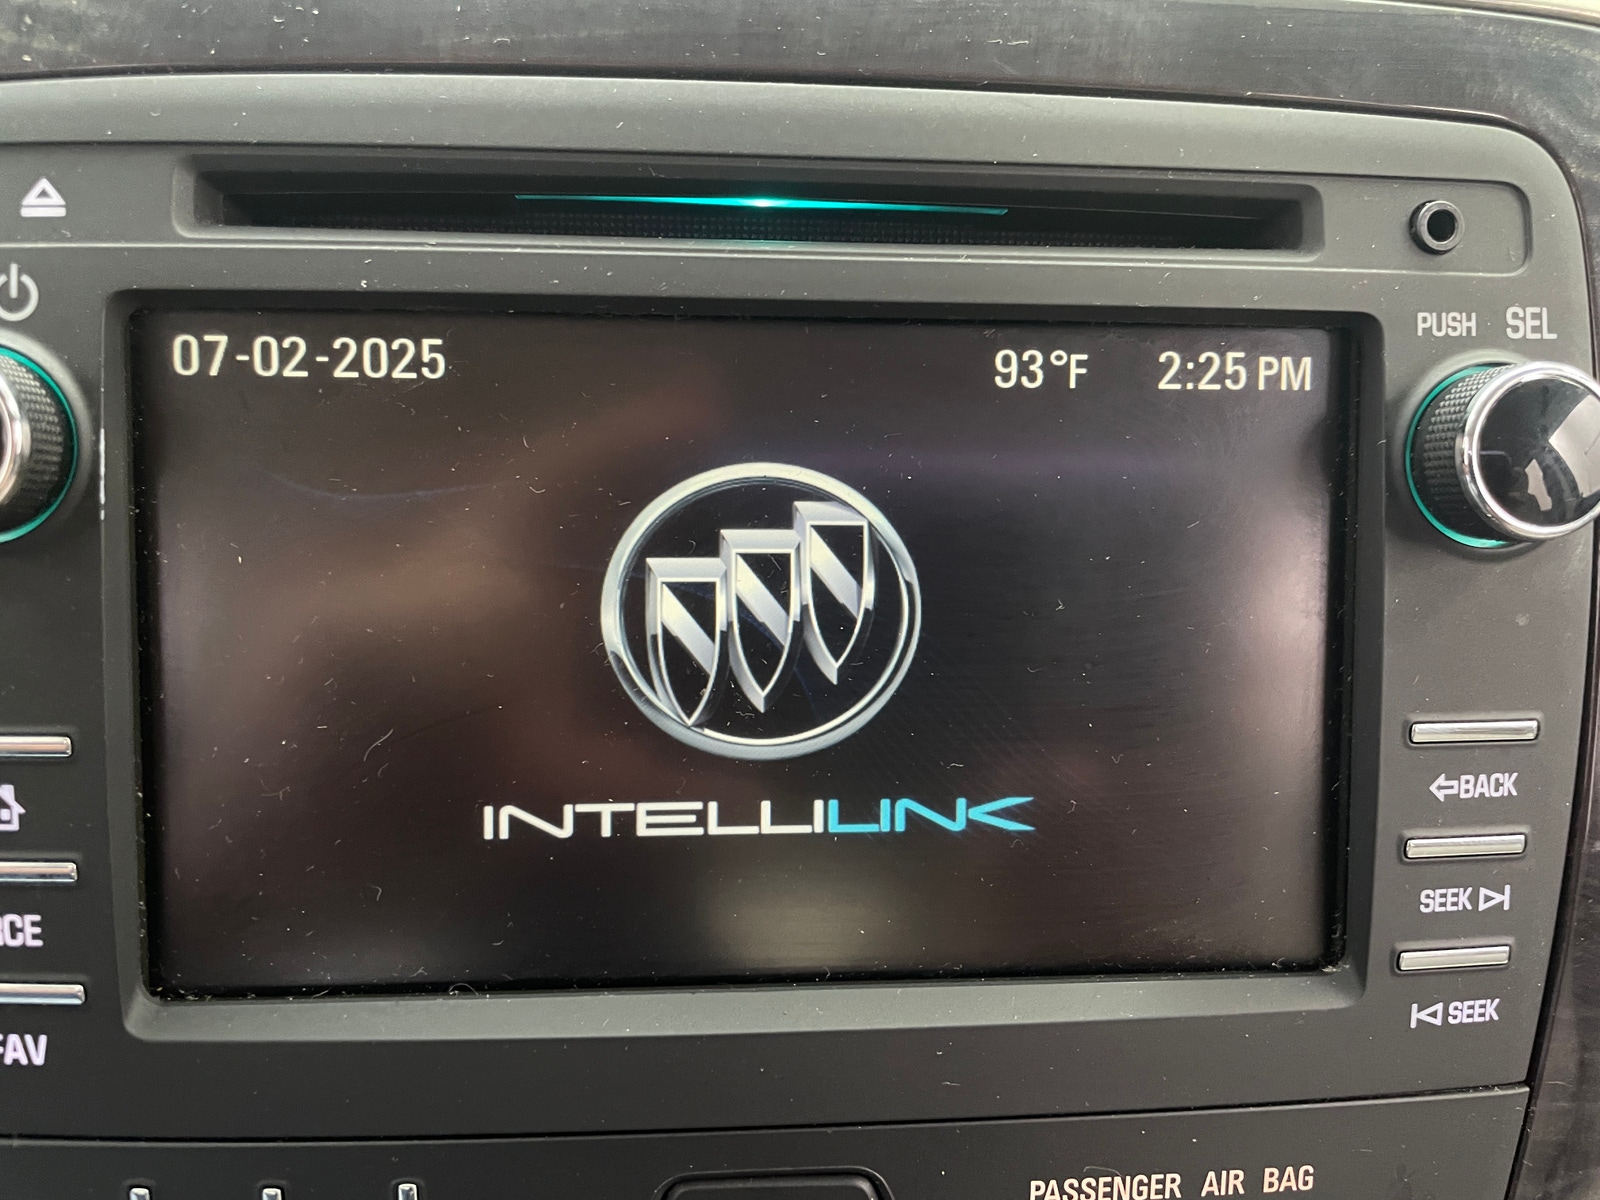 07-02-2025 93°F 2:25 PM
INTELLILINK
PUSH SEL
BACK
SEEK
SEEK
FAV
PASSENGER AIR BAG